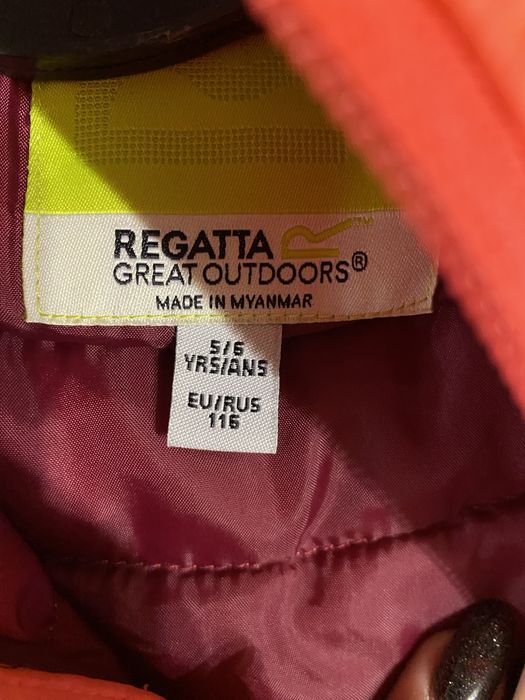 REGATTA
GREAT OUTDOORS®
MADE IN MYANMAR
5/6
YRS/ANS
EU/RUS
116